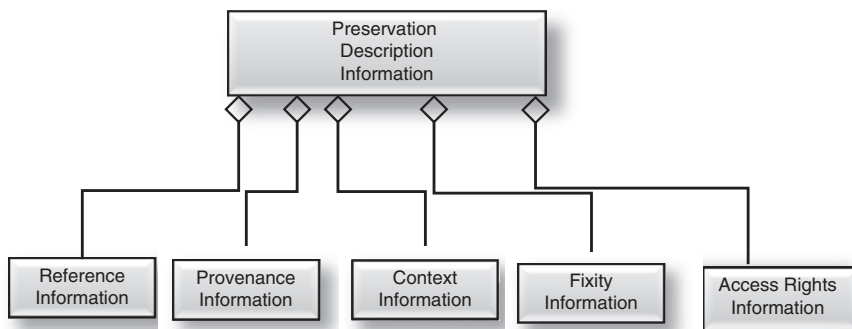 Preservation
Description
Information
Reference
Information
Provenance
Information
Context
Information
Fixity
Information
Access Rights
Information